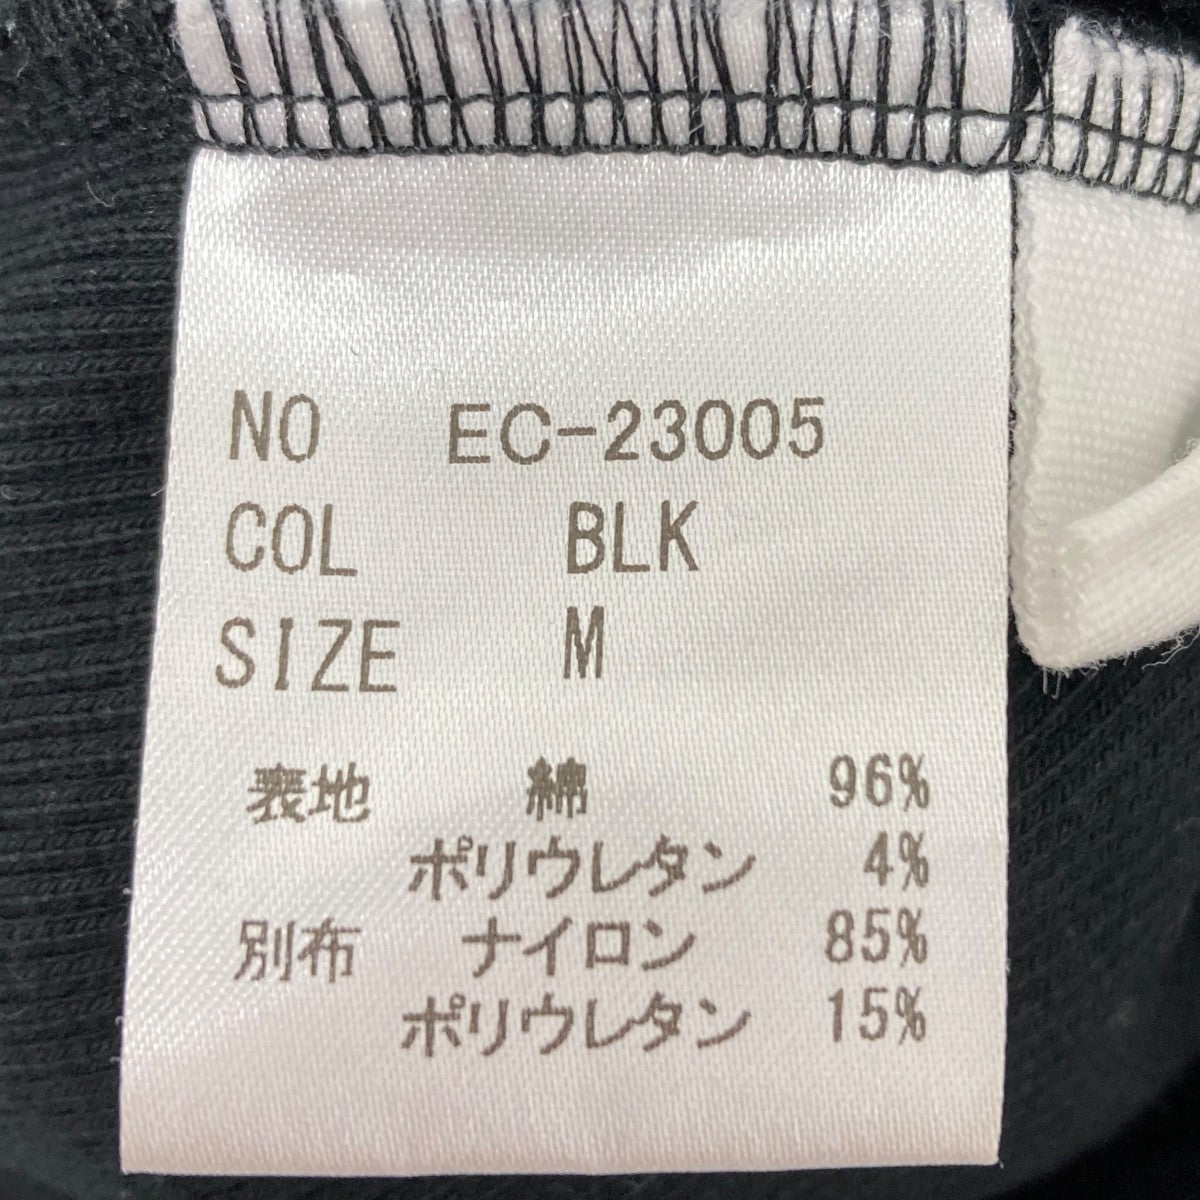 NO EC-23005
COL BLK
SIZE M
表地 綿 96%
ポリウレタン 4%
別布 ナイロン 85%
ポリウレタン 15%